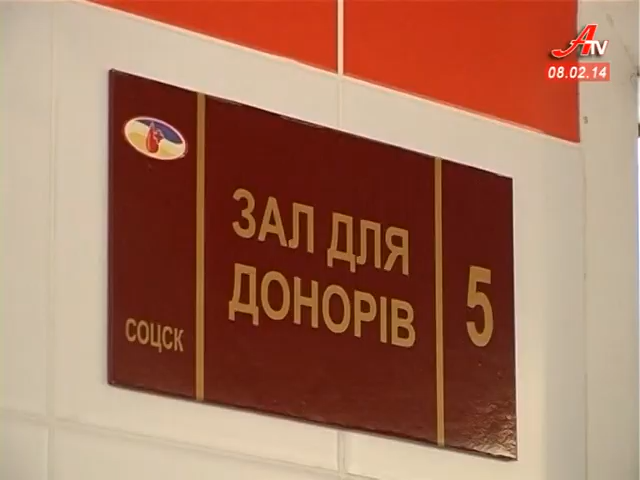 ATV
08.02.14
ЗАЛ ДЛЯ
ДОНОРІВ
5
СОЦСК